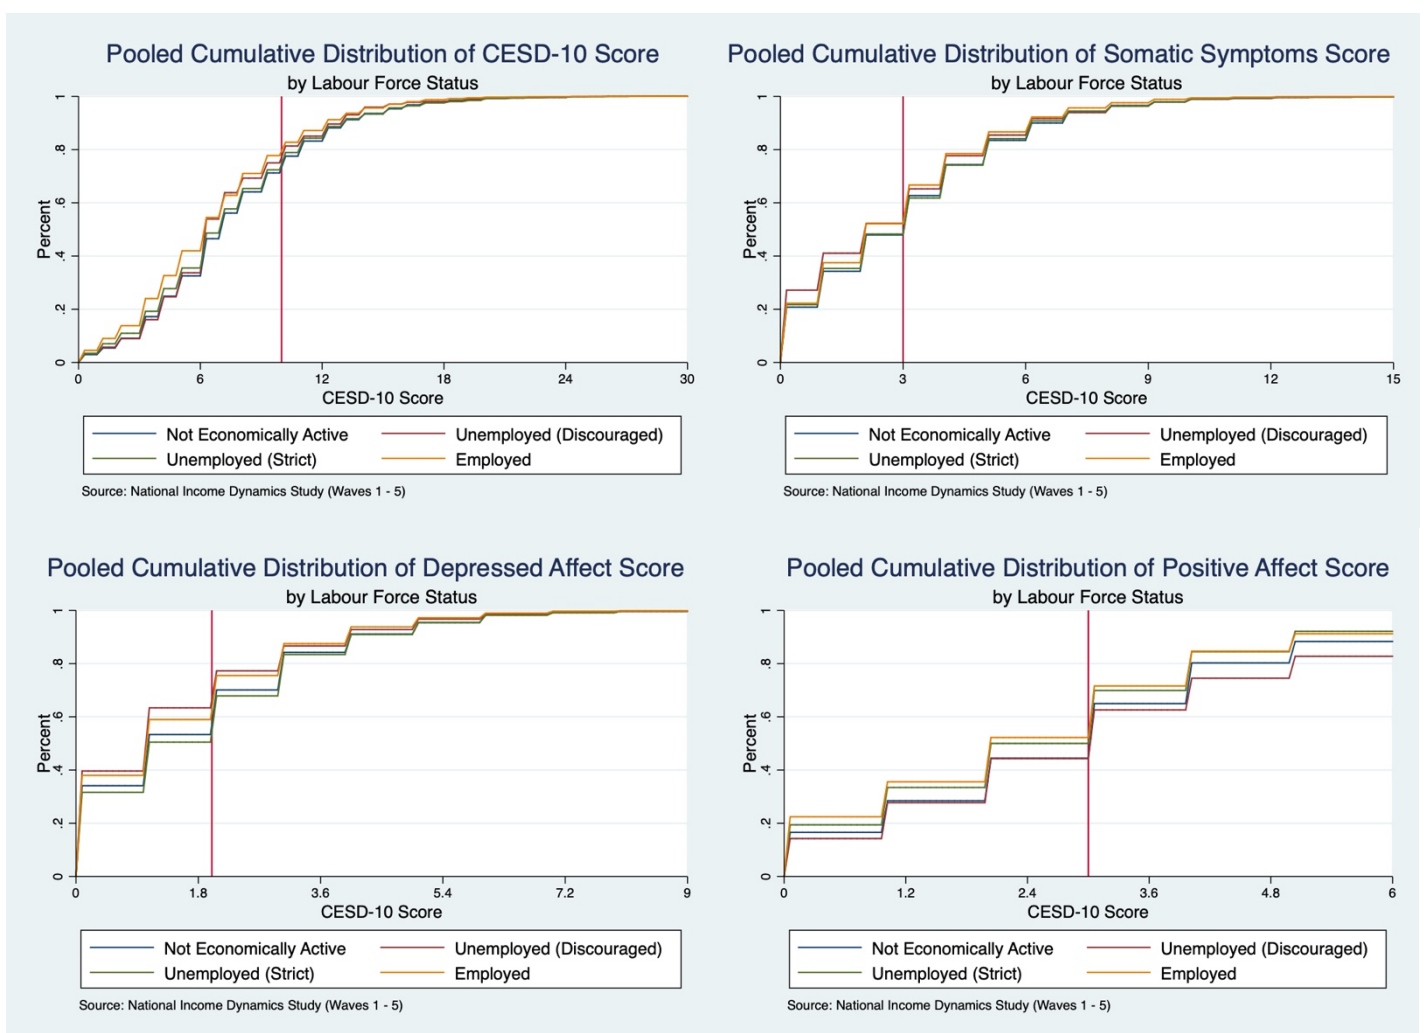 Pooled Cumulative Distribution of CESD-10 Score
by Labour Force Status
Percent
1
.8
.6
.4
.2
0
0 6 12 18 24 30
CESD-10 Score
Not Economically Active Unemployed (Discouraged)
Unemployed (Strict) Employed
Source: National Income Dynamics Study (Waves 1 - 5)
Pooled Cumulative Distribution of Somatic Symptoms Score
by Labour Force Status
Percent
1
.8
.6
.4
.2
0
0 3 6 9 12 15
CESD-10 Score
Not Economically Active Unemployed (Discouraged)
Unemployed (Strict) Employed
Source: National Income Dynamics Study (Waves 1 - 5)
Pooled Cumulative Distribution of Depressed Affect Score
by Labour Force Status
Percent
1
.8
.6
.4
.2
0
0 1.8 3.6 5.4 7.2 9
CESD-10 Score
Not Economically Active Unemployed (Discouraged)
Unemployed (Strict) Employed
Source: National Income Dynamics Study (Waves 1 - 5)
Pooled Cumulative Distribution of Positive Affect Score
by Labour Force Status
Percent
1
.8
.6
.4
.2
0
0 1.2 2.4 3.6 4.8 6
CESD-10 Score
Not Economically Active Unemployed (Discouraged)
Unemployed (Strict) Employed
Source: National Income Dynamics Study (Waves 1 - 5)